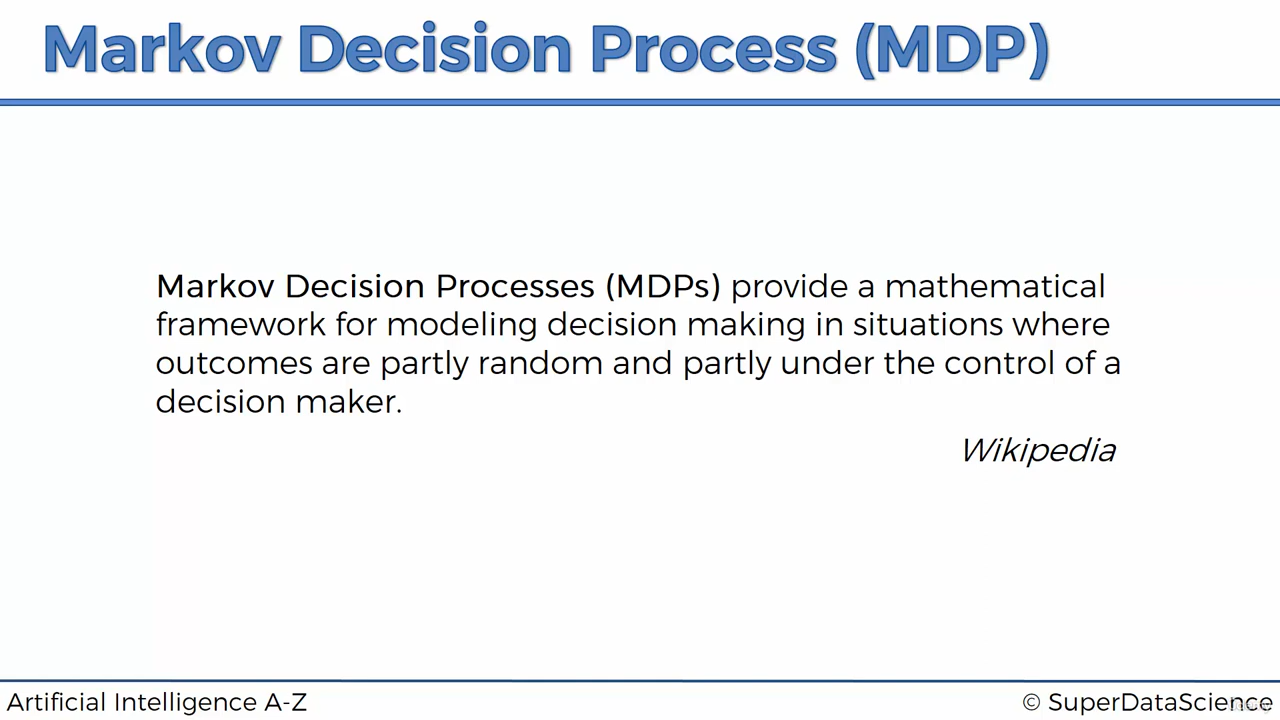 Markov Decision Process (MDP)
Markov Decision Processes (MDPs) provide a mathematical
framework for modeling decision making in situations where
outcomes are partly random and partly under the control of a
decision maker.
Wikipedia
Artificial Intelligence A-Z
© SuperDataScience